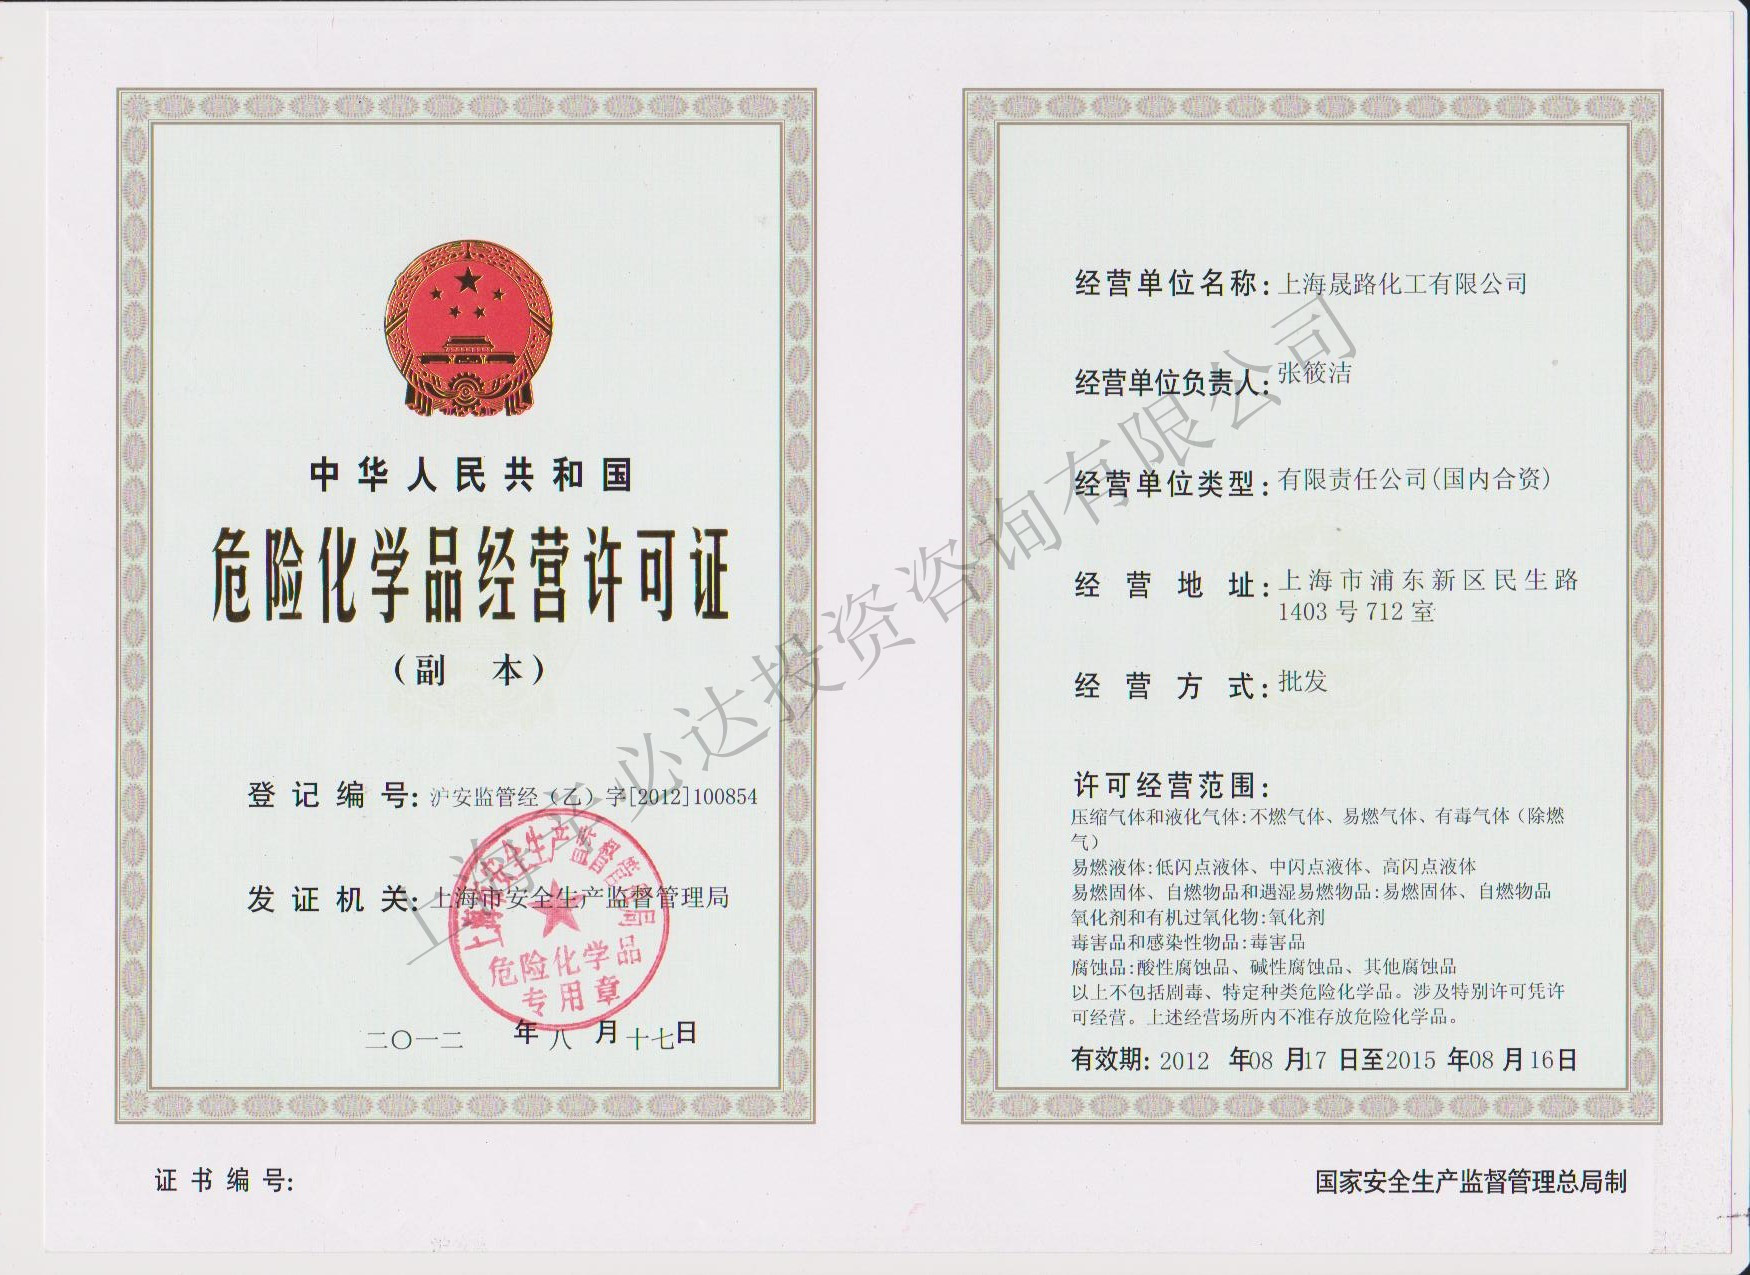 中华人民共和国
危险化学品经营许可证
（副 本）
登记编号: 沪安监管经（乙）字[2012]100854
发证机关: 上海市安全生产监督管理局
二〇一二 年 八 月 十七日
上海市安全生产监督管理局
危险化学品
专用章
证书编号:
经营单位名称: 上海晟路化工有限公司
经营单位负责人: 张筱洁
经营单位类型: 有限责任公司(国内合资)
经营地址: 上海市浦东新区民生路
1403号712室
经营方式: 批发
许可经营范围:
压缩气体和液化气体:不燃气体、易燃气体、有毒气体（除燃
气）
易燃液体:低闪点液体、中闪点液体、高闪点液体
易燃固体、自燃物品和遇湿易燃物品:易燃固体、自燃物品
氧化剂和有机过氧化物:氧化剂
毒害品和感染性物品:毒害品
腐蚀品:酸性腐蚀品、碱性腐蚀品、其他腐蚀品
以上不包括剧毒、特定种类危险化学品。涉及特别许可凭许
可经营。上述经营场所内不准存放危险化学品。
有效期: 2012 年08 月17 日至2015 年08 月16日
国家安全生产监督管理总局制